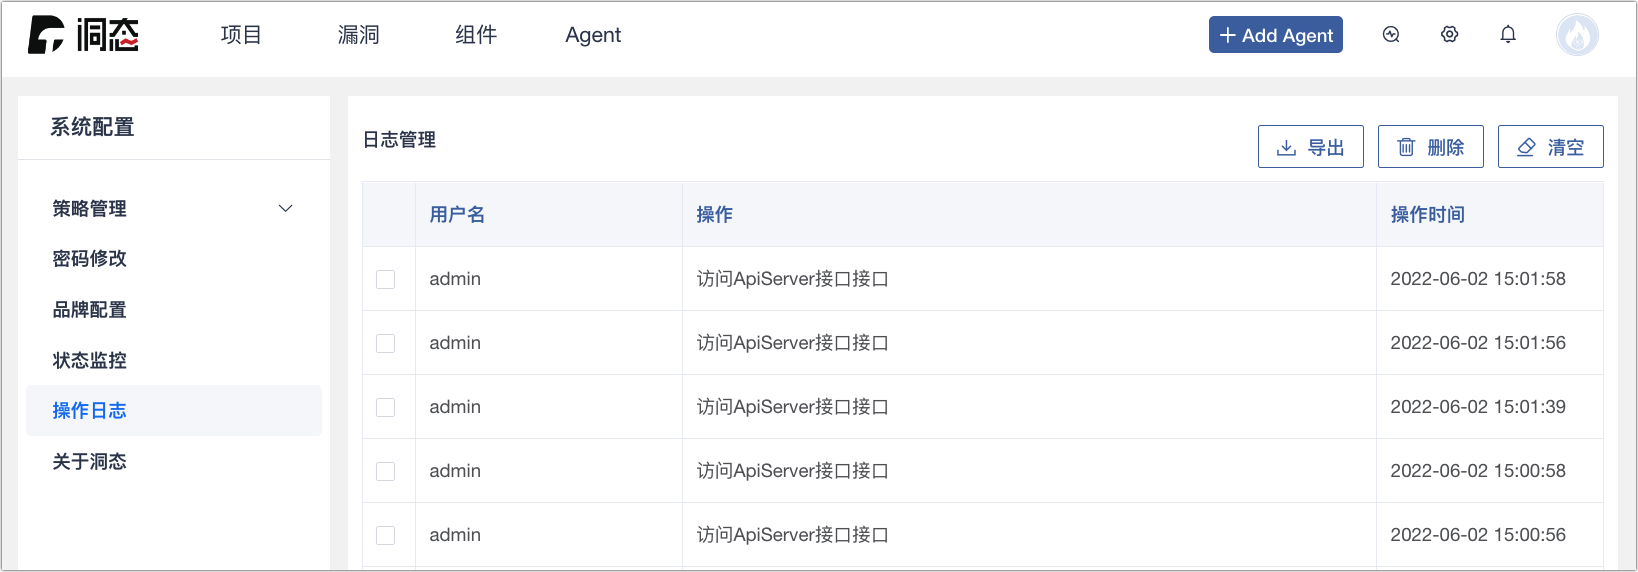 洞态
项目 漏洞 组件 Agent
Add Agent
系统配置
策略管理
密码修改
品牌配置
状态监控
操作日志
关于洞态
日志管理
导出 删除 清空
用户名 操作 操作时间
admin 访问ApiServer接口接口 2022-06-02 15:01:58
admin 访问ApiServer接口接口 2022-06-02 15:01:56
admin 访问ApiServer接口接口 2022-06-02 15:01:39
admin 访问ApiServer接口接口 2022-06-02 15:00:58
admin 访问ApiServer接口接口 2022-06-02 15:00:56